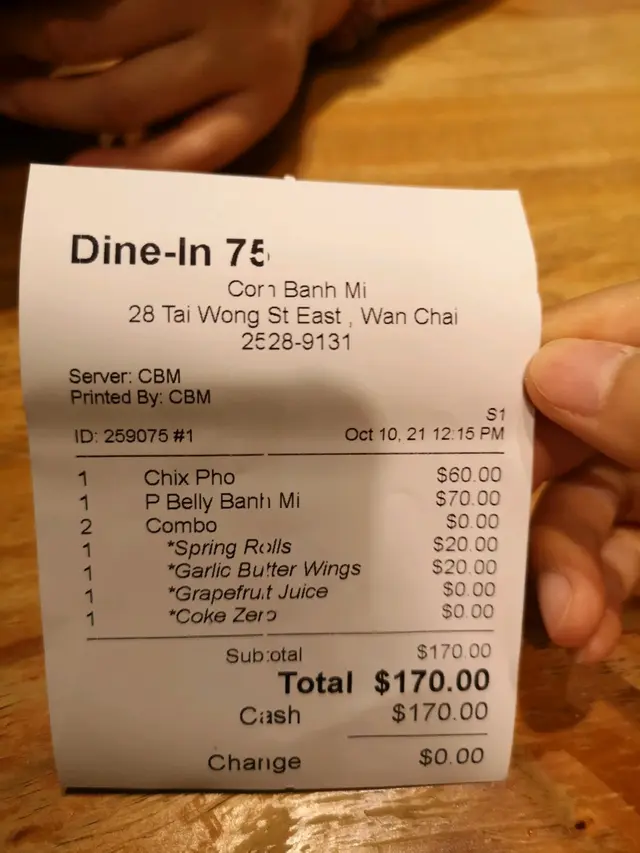 Dine-In 75
Corn Banh Mi
28 Tai Wong St East , Wan Chai
2528-9131
Server: CBM
Printed By: CBM
S1
ID: 259075 #1 Oct 10, 21 12:15 PM
1 Chix Pho $60.00
1 P Belly Banh Mi $70.00
2 Combo $0.00
1 *Spring Rolls $20.00
1 *Garlic Butter Wings $20.00
1 *Grapefruit Juice $0.00
1 *Coke Zero $0.00
Subtotal $170.00
Total $170.00
Cash $170.00
Change $0.00